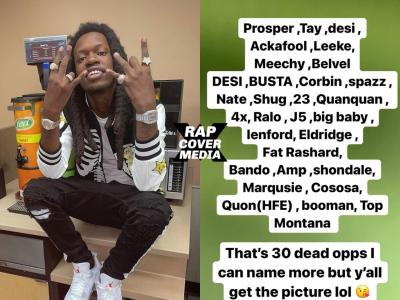 RAP
COVER
MEDIA
Prosper ,Tay ,desi ,
Ackafool ,Leeke,
Meechy ,Belvel
DESI ,BUSTA ,Corbin ,spazz ,
Nate ,Shug ,23 ,Quanquan ,
4x, Ralo , J5 ,big baby ,
lenford, Eldridge ,
Fat Rashard,
Bando ,Amp ,shondale,
Marqusie , Cososa,
Quon(HFE) , booman, Top
Montana
That’s 30 dead opps I
can name more but y’all
get the picture lol 😘